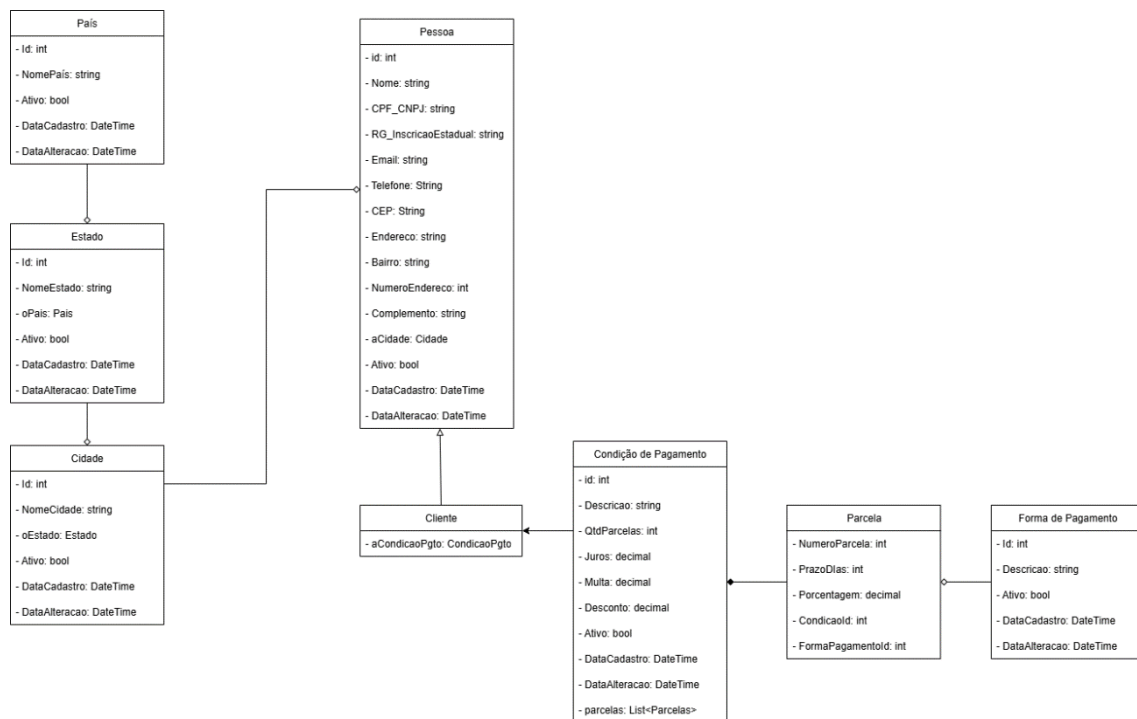 País
- Id: int
- NomePaís: string
- Ativo: bool
- DataCadastro: DateTime
- DataAlteracao: DateTime
Estado
- Id: int
- NomeEstado: string
- oPais: Pais
- Ativo: bool
- DataCadastro: DateTime
- DataAlteracao: DateTime
Cidade
- Id: int
- NomeCidade: string
- oEstado: Estado
- Ativo: bool
- DataCadastro: DateTime
- DataAlteracao: DateTime
Pessoa
- id: int
- Nome: string
- CPF_CNPJ: string
- RG_InscricaoEstadual: string
- Email: string
- Telefone: String
- CEP: String
- Endereco: string
- Bairro: string
- NumeroEndereco: int
- Complemento: string
- aCidade: Cidade
- Ativo: bool
- DataCadastro: DateTime
- DataAlteracao: DateTime
Cliente
- aCondicaoPgto: CondicaoPgto
Condição de Pagamento
- id: int
- Descricao: string
- QtdParcelas: int
- Juros: decimal
- Multa: decimal
- Desconto: decimal
- Ativo: bool
- DataCadastro: DateTime
- DataAlteracao: DateTime
- parcelas: List<Parcelas>
Parcela
- NumeroParcela: int
- PrazoDIas: int
- Porcentagem: decimal
- CondicaoId: int
- FormaPagamentoId: int
Forma de Pagamento
- Id: int
- Descricao: string
- Ativo: bool
- DataCadastro: DateTime
- DataAlteracao: DateTime